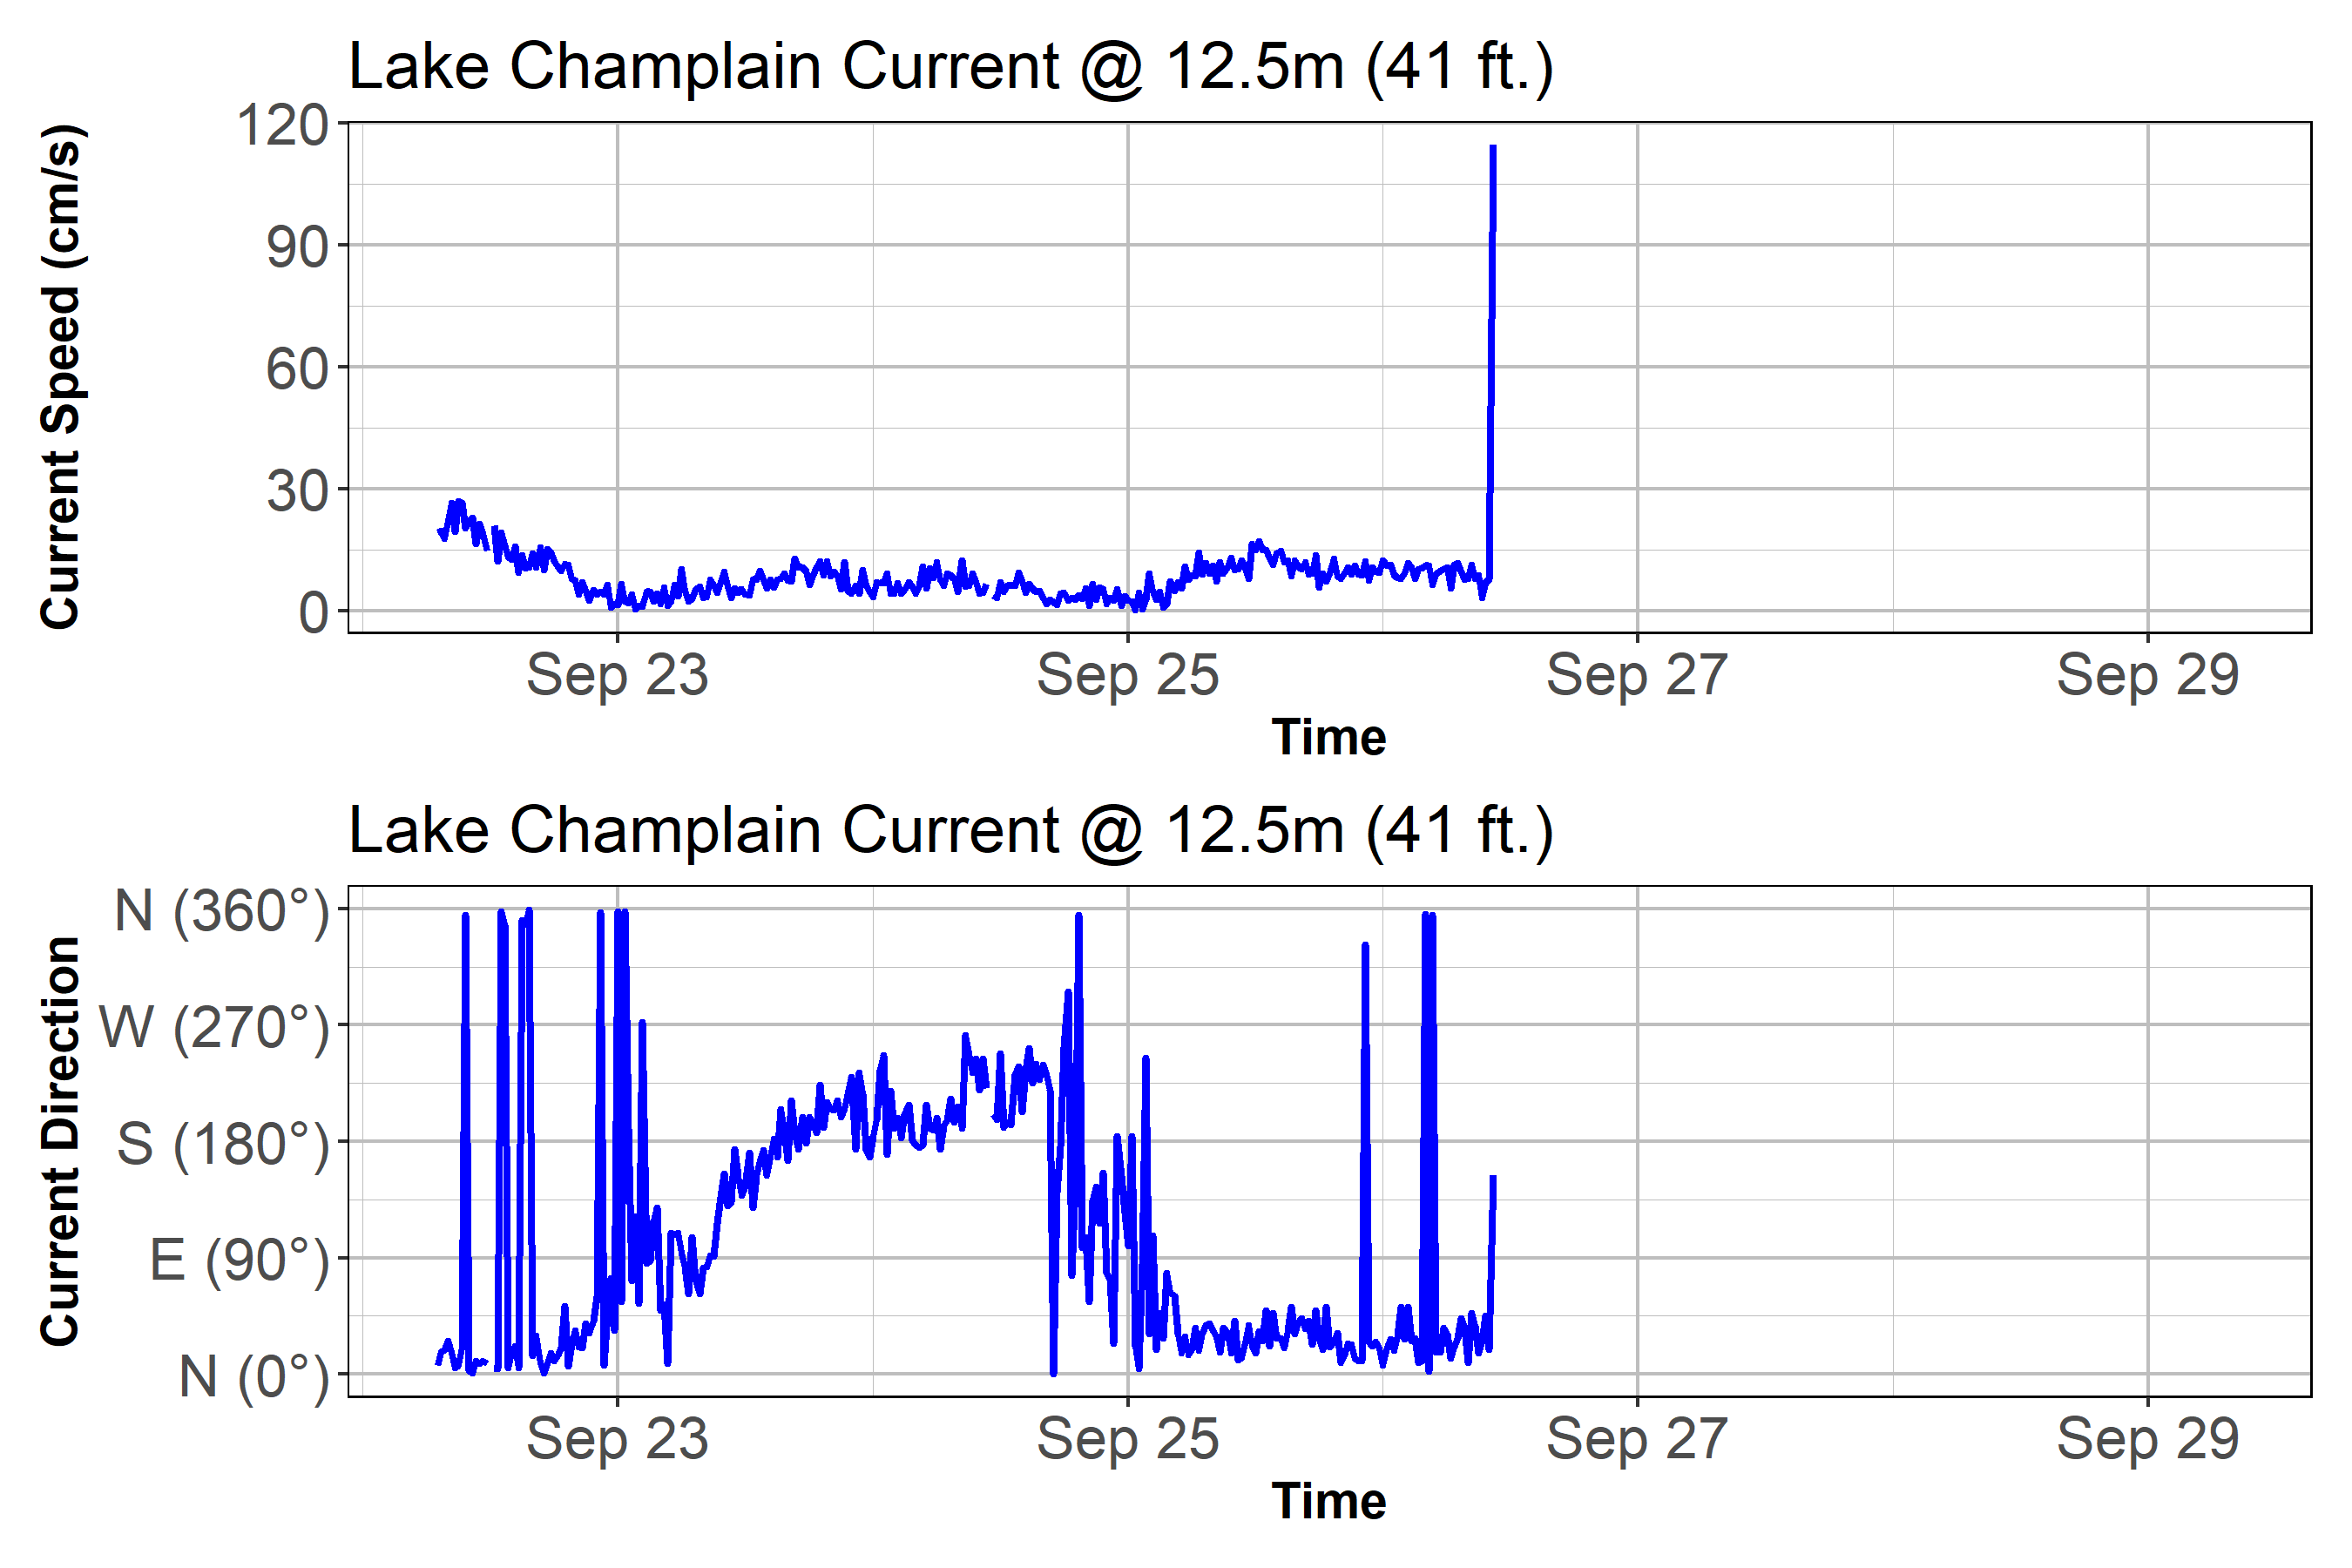 Lake Champlain Current @ 12.5m (41 ft.)
Current Speed (cm/s)
120
90
60
30
0
Sep 23 Sep 25 Sep 27 Sep 29
Time
Lake Champlain Current @ 12.5m (41 ft.)
Current Direction
N (360°)
W (270°)
S (180°)
E (90°)
N (0°)
Sep 23 Sep 25 Sep 27 Sep 29
Time